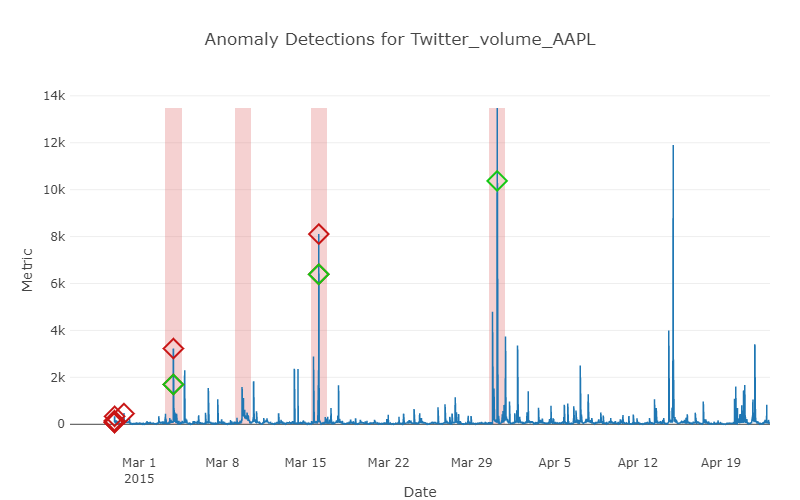 Anomaly Detections for Twitter_volume_AAPL
14k
12k
10k
8k
6k
4k
2k
0
Metric
Mar 1
2015
Mar 8
Mar 15
Mar 22
Mar 29
Apr 5
Apr 12
Apr 19
Date